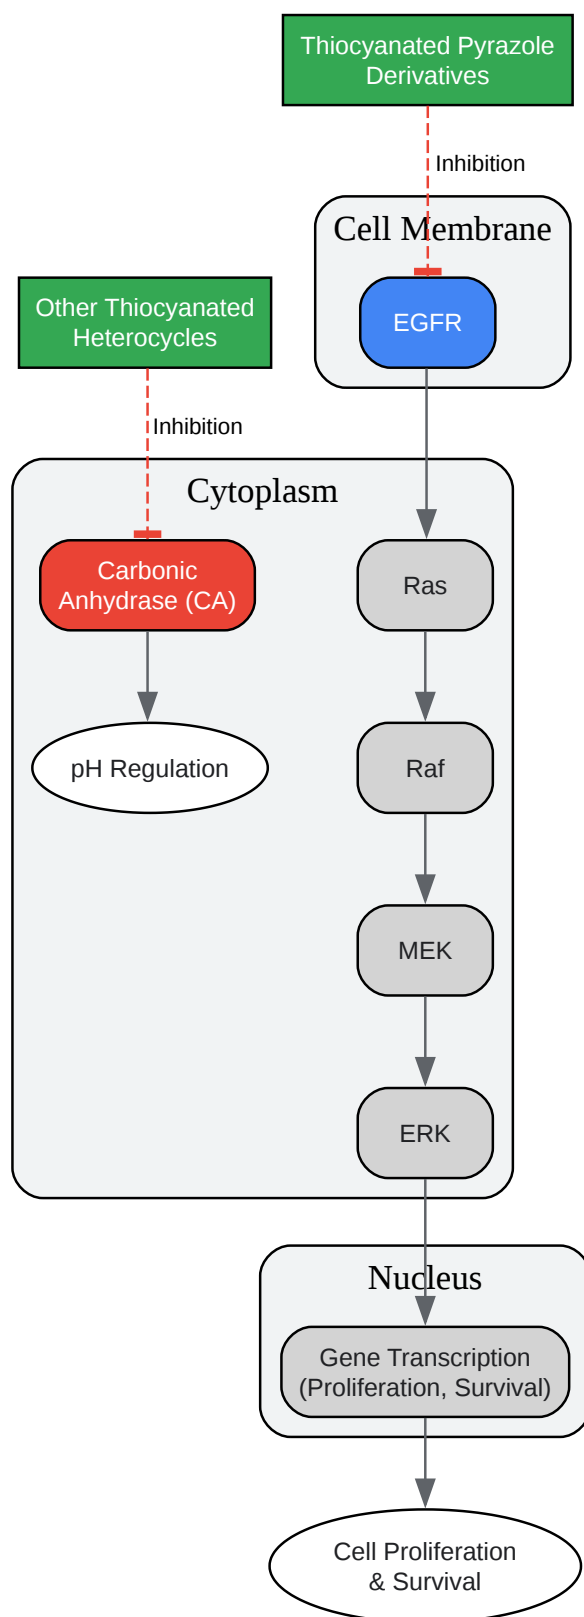 Thiocyanated Pyrazole
Derivatives
Inhibition
Cell Membrane
EGFR
Other Thiocyanated
Heterocycles
Inhibition
Cytoplasm
Carbonic
Anhydrase (CA)
Ras
pH Regulation
Raf
MEK
ERK
Nucleus
Gene Transcription
(Proliferation, Survival)
Cell Proliferation
& Survival